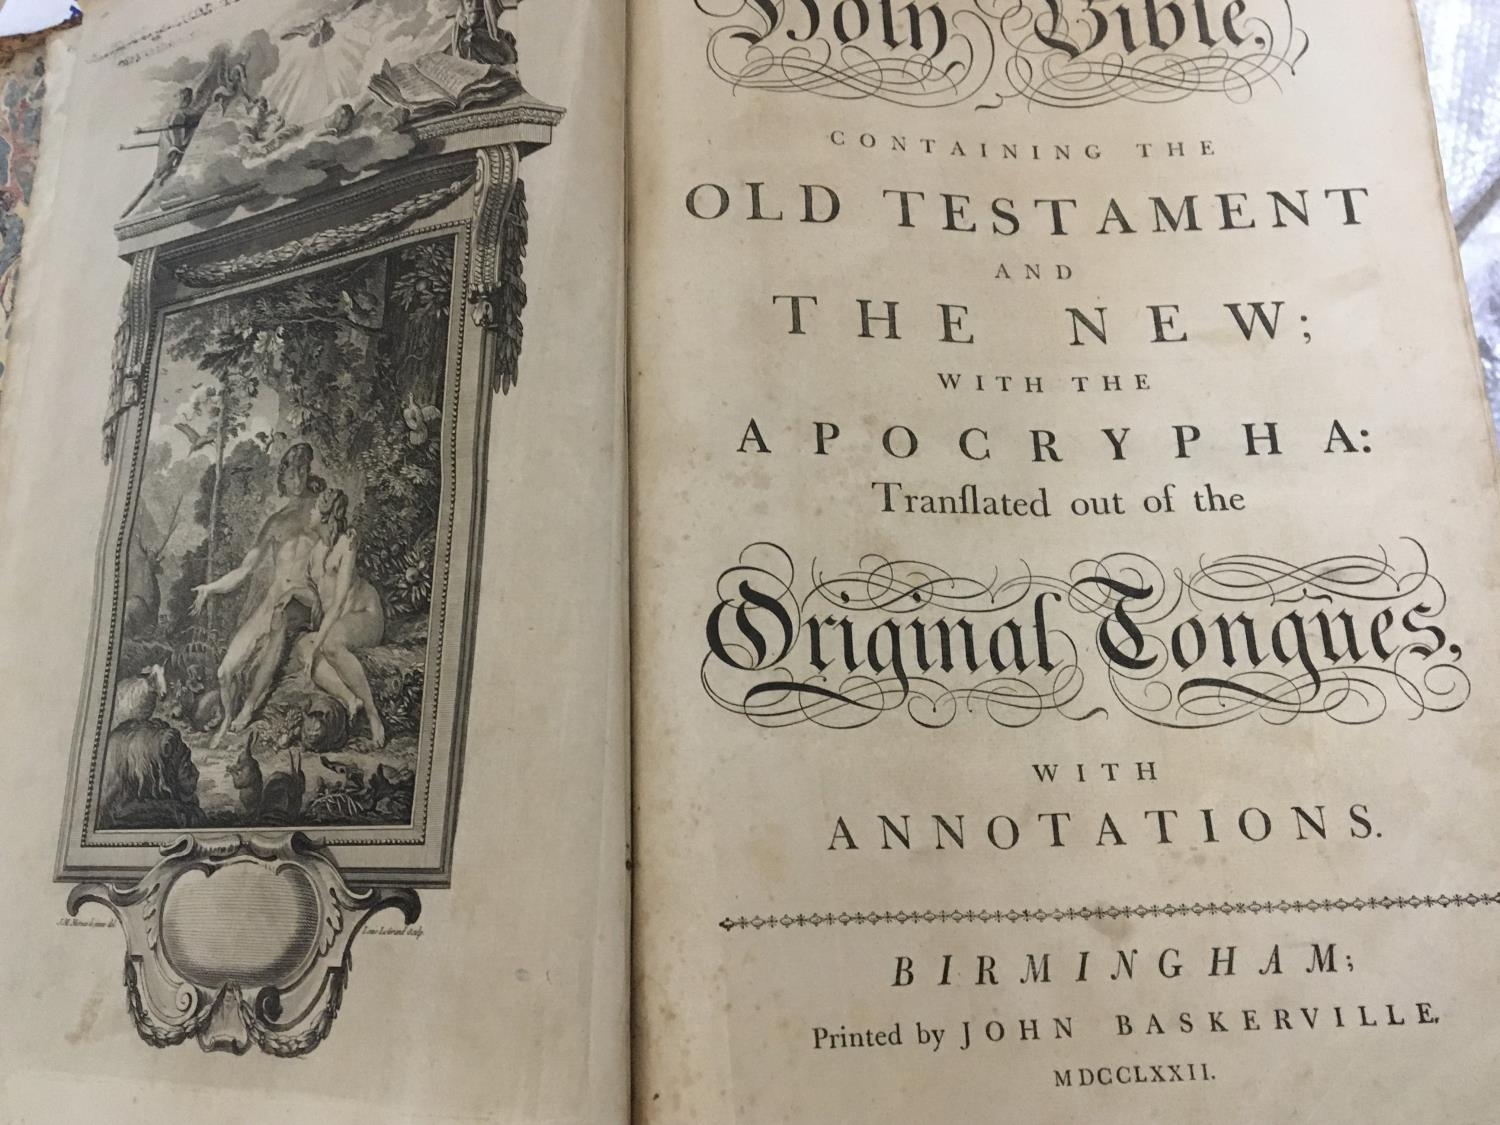 Holy Bible,
CONTAINING THE
OLD TESTAMENT
AND
THE NEW;
WITH THE
APOCRYPHA:
Tranſlated out of the
Original Tongues,
WITH
ANNOTATIONS.
BIRMINGHAM;
Printed by JOHN BASKERVILLE,
MDCCLXXII.